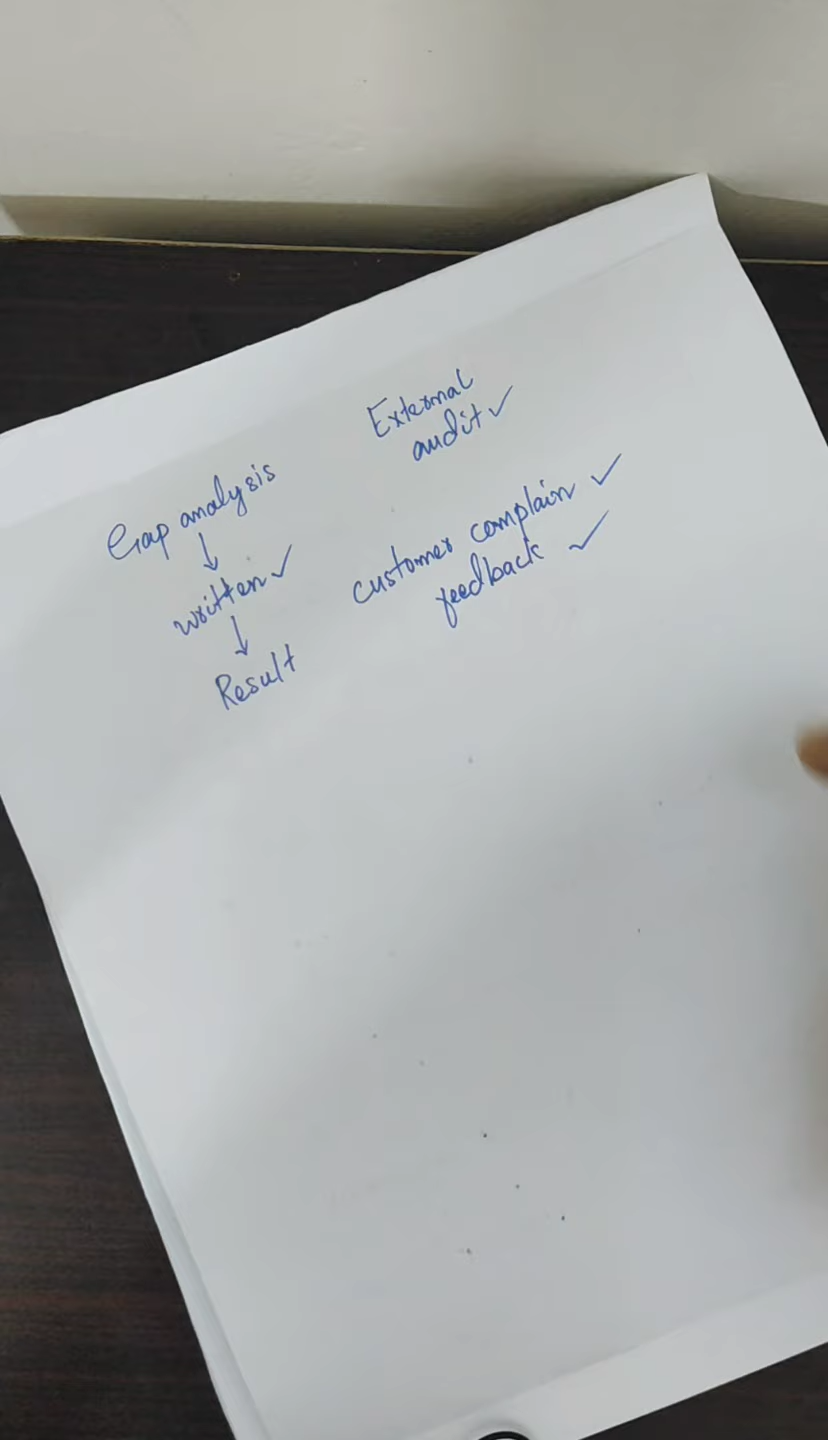 Gap analysis
↓
written ✓
↓
Result
External
audit ✓
customer complain ✓
feedback ✓